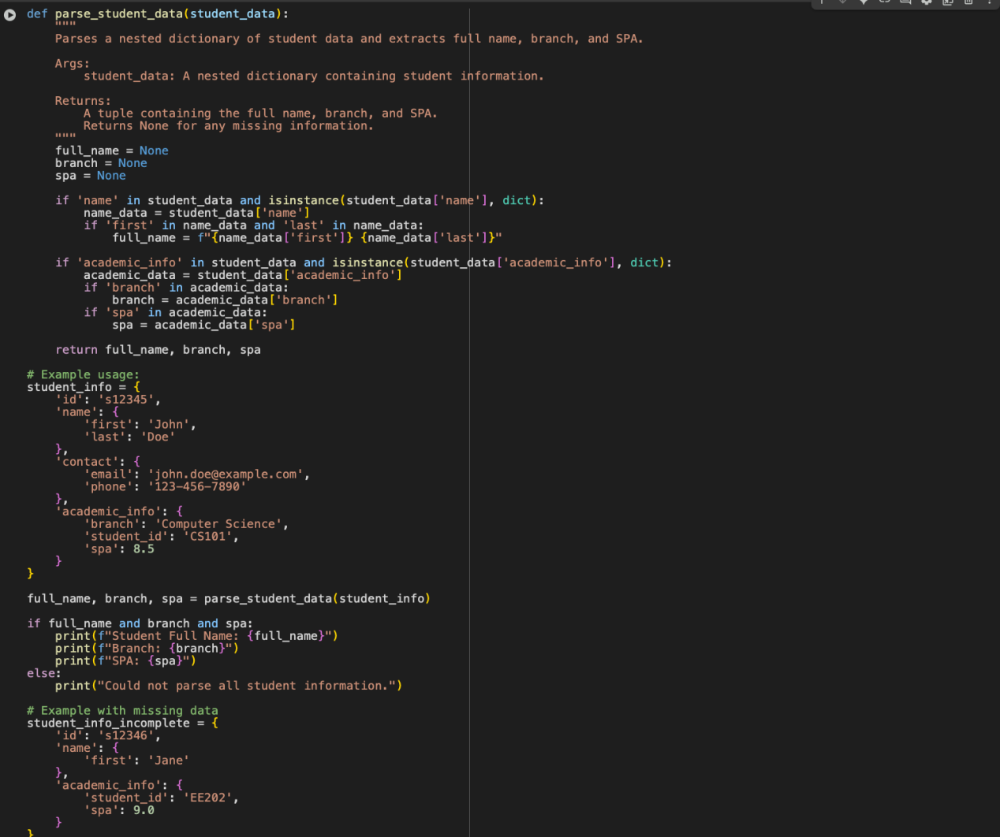 def parse_student_data(student_data):
    """
    Parses a nested dictionary of student data and extracts full name, branch, and SPA.

    Args:
        student_data: A nested dictionary containing student information.

    Returns:
        A tuple containing the full name, branch, and SPA.
        Returns None for any missing information.
    """
    full_name = None
    branch = None
    spa = None

    if 'name' in student_data and isinstance(student_data['name'], dict):
        name_data = student_data['name']
        if 'first' in name_data and 'last' in name_data:
            full_name = f"{name_data['first']} {name_data['last']}"

    if 'academic_info' in student_data and isinstance(student_data['academic_info'], dict):
        academic_data = student_data['academic_info']
        if 'branch' in academic_data:
            branch = academic_data['branch']
        if 'spa' in academic_data:
            spa = academic_data['spa']

    return full_name, branch, spa

# Example usage:
student_info = {
    'id': 's12345',
    'name': {
        'first': 'John',
        'last': 'Doe'
    },
    'contact': {
        'email': 'john.doe@example.com',
        'phone': '123-456-7890'
    },
    'academic_info': {
        'branch': 'Computer Science',
        'student_id': 'CS101',
        'spa': 8.5
    }
}

full_name, branch, spa = parse_student_data(student_info)

if full_name and branch and spa:
    print(f"Student Full Name: {full_name}")
    print(f"Branch: {branch}")
    print(f"SPA: {spa}")
else:
    print("Could not parse all student information.")

# Example with missing data
student_info_incomplete = {
    'id': 's12346',
    'name': {
        'first': 'Jane'
    },
    'academic_info': {
        'student_id': 'EE202',
        'spa': 9.0
    }
}